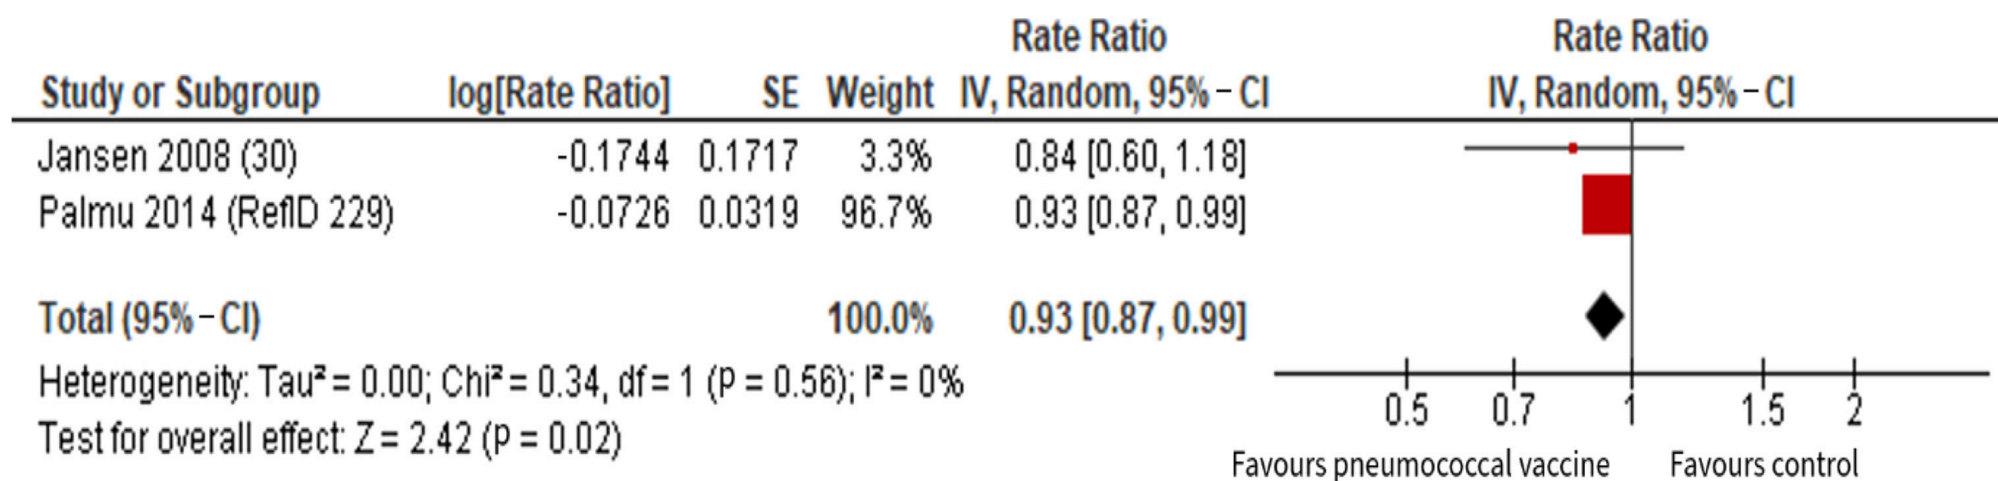 Rate Ratio Rate Ratio
Study or Subgroup log[Rate Ratio] SE Weight IV, Random, 95%–CI IV, Random, 95%–CI
Jansen 2008 (30) -0.1744 0.1717 3.3% 0.84 [0.60, 1.18]
Palmu 2014 (RefID 229) -0.0726 0.0319 96.7% 0.93 [0.87, 0.99]
Total (95%–CI) 100.0% 0.93 [0.87, 0.99]
Heterogeneity: Tau² = 0.00; Chi² = 0.34, df = 1 (P = 0.56); I² = 0%
Test for overall effect: Z = 2.42 (P = 0.02)
0.5 0.7 1 1.5 2
Favours pneumococcal vaccine Favours control